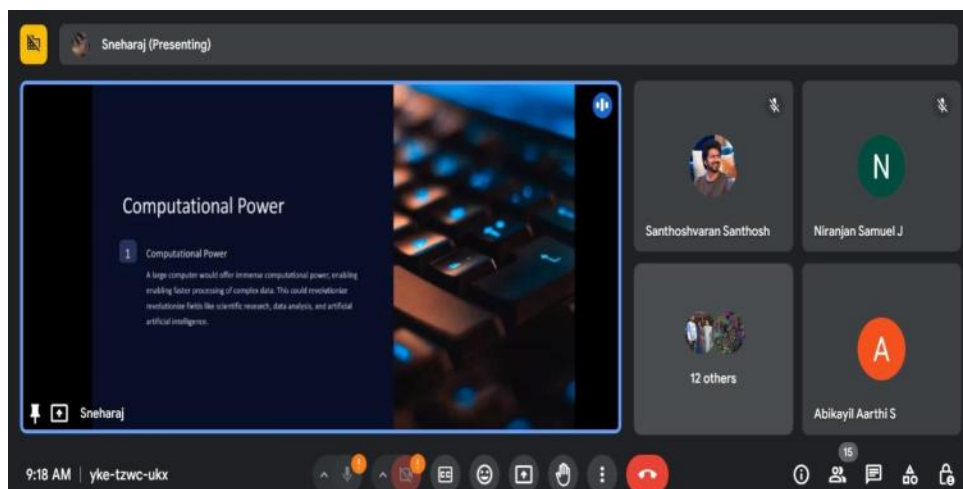 Sneharaj (Presenting)
Computational Power
1 Computational Power
A large computer would offer immense computational power, enabling
enabling faster processing of complex data. This could revolutionize
revolutionize fields like scientific research, data analysis, and artificial
artificial intelligence.
Sneharaj
Santhoshvaran Santhosh
N
Niranjan Samuel J
12 others
A
Abikayil Aarthi S
9:18 AM | yke-tzwc-ukx
CC
15